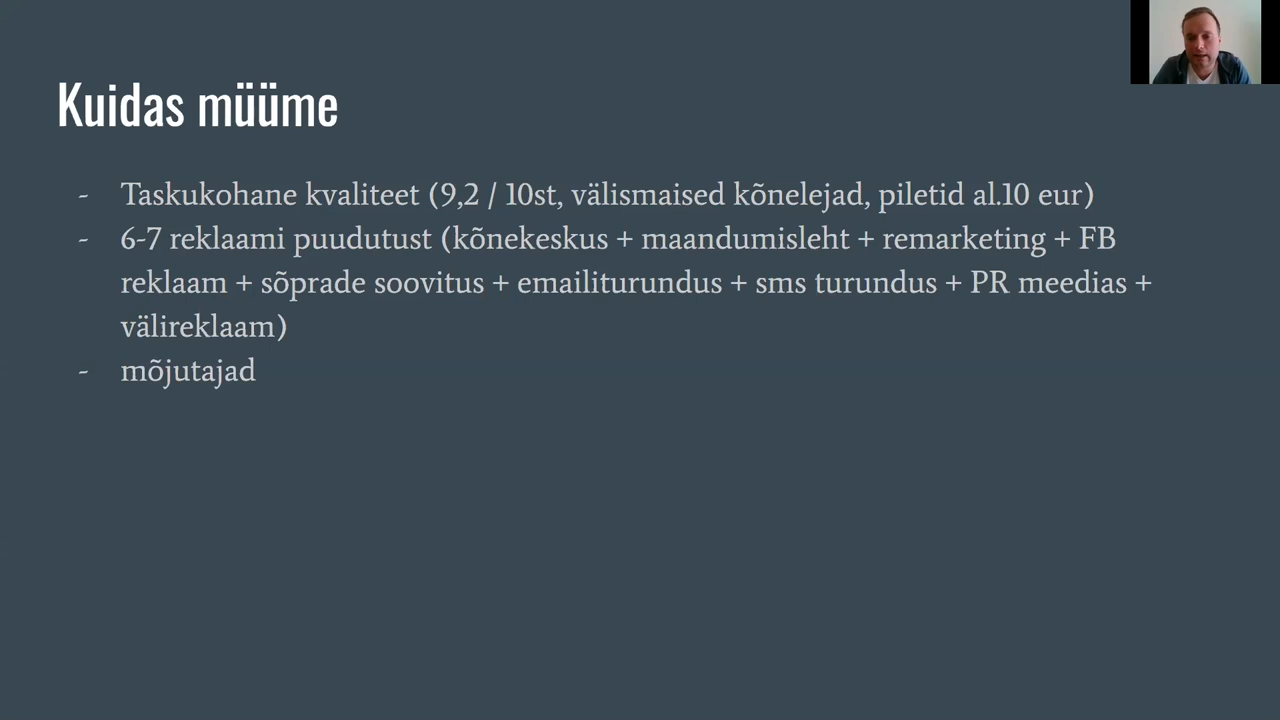 Kuidas müüme
- Taskukohane kvaliteet (9,2 / 10st, välismaised kõnelejad, piletid al.10 eur)
- 6-7 reklaami puudutust (kõnekeskus + maandumisleht + remarketing + FB
reklaam + sõprade soovitus + emailiturundus + sms turundus + PR meedias +
välireklaam)
- mõjutajad